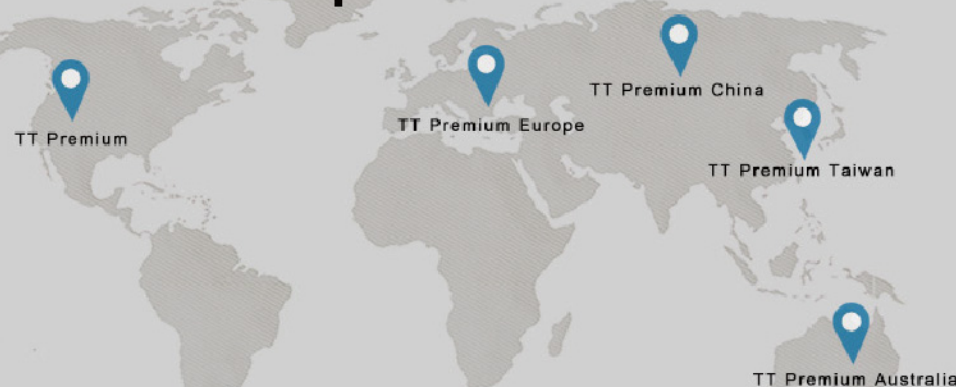 TT Premium China
TT Premium Europe
TT Premium
TT Premium Taiwan
TT Premium Australia